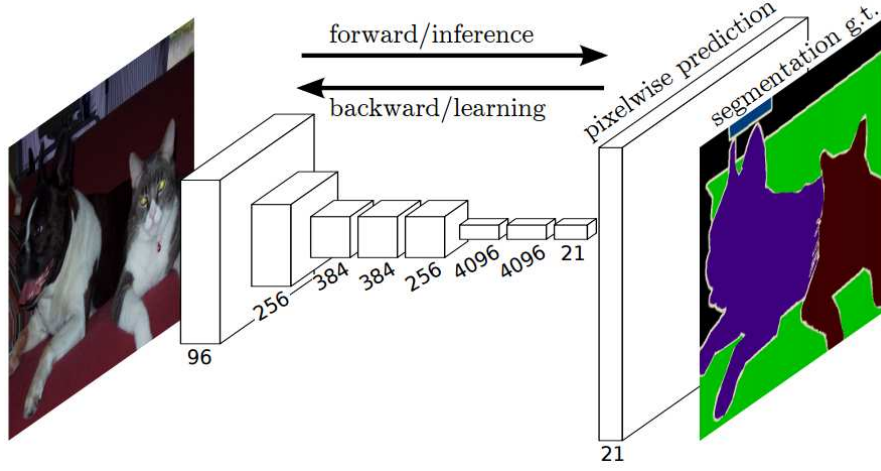 forward/inference
backward/learning
pixelwise prediction
segmentation g.t.
96
256
384
384
256
4096
4096
21
21